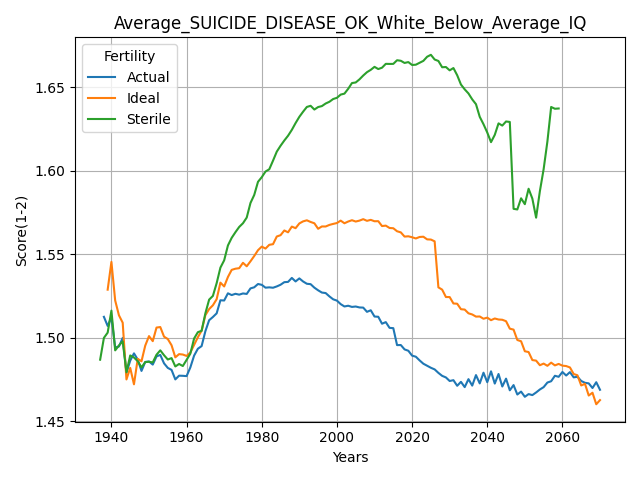 Average_SUICIDE_DISEASE_OK_White_Below_Average_IQ
Fertility
Actual
Ideal
Sterile
Score(1-2)
1.65
1.60
1.55
1.50
1.45
1940 1960 1980 2000 2020 2040 2060
Years